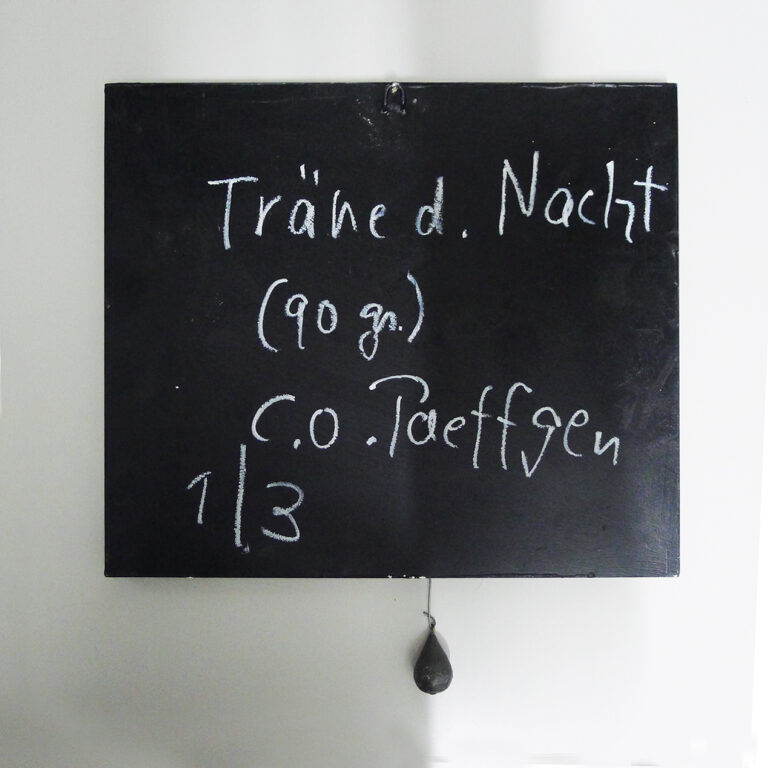 Träne d. Nacht
(90 gr.)
C.O. Paeffgen
1/3